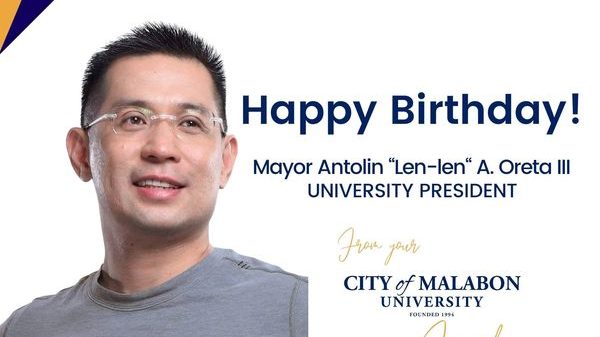 Happy Birthday!
Mayor Antolin “Len-len“ A. Oreta III
UNIVERSITY PRESIDENT
From your
CITY of MALABON
UNIVERSITY
FOUNDED 1994